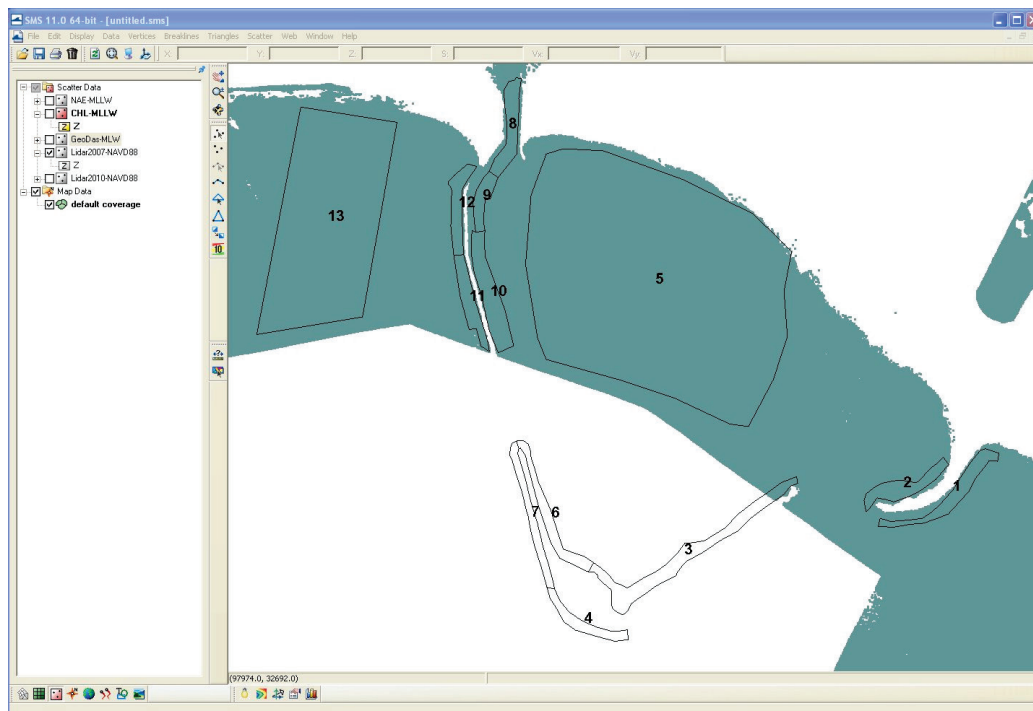 SMS 11.0 64-bit - [untitled.sms]
File Edit Display Data Vertices Breaklines Triangles Scatter Web Window Help
X: Y: Z: S: Vx: Vy:
Scatter Data
NAE-MLLW
CHL-MLLW
Z Z
GeoDas-MLW
Lidar2007-NAVD88
Z Z
Lidar2010-NAVD88
Map Data
default coverage
10
8
9
12
13
5
11
10
2
1
7
6
3
4
(97974.0, 32692.0)